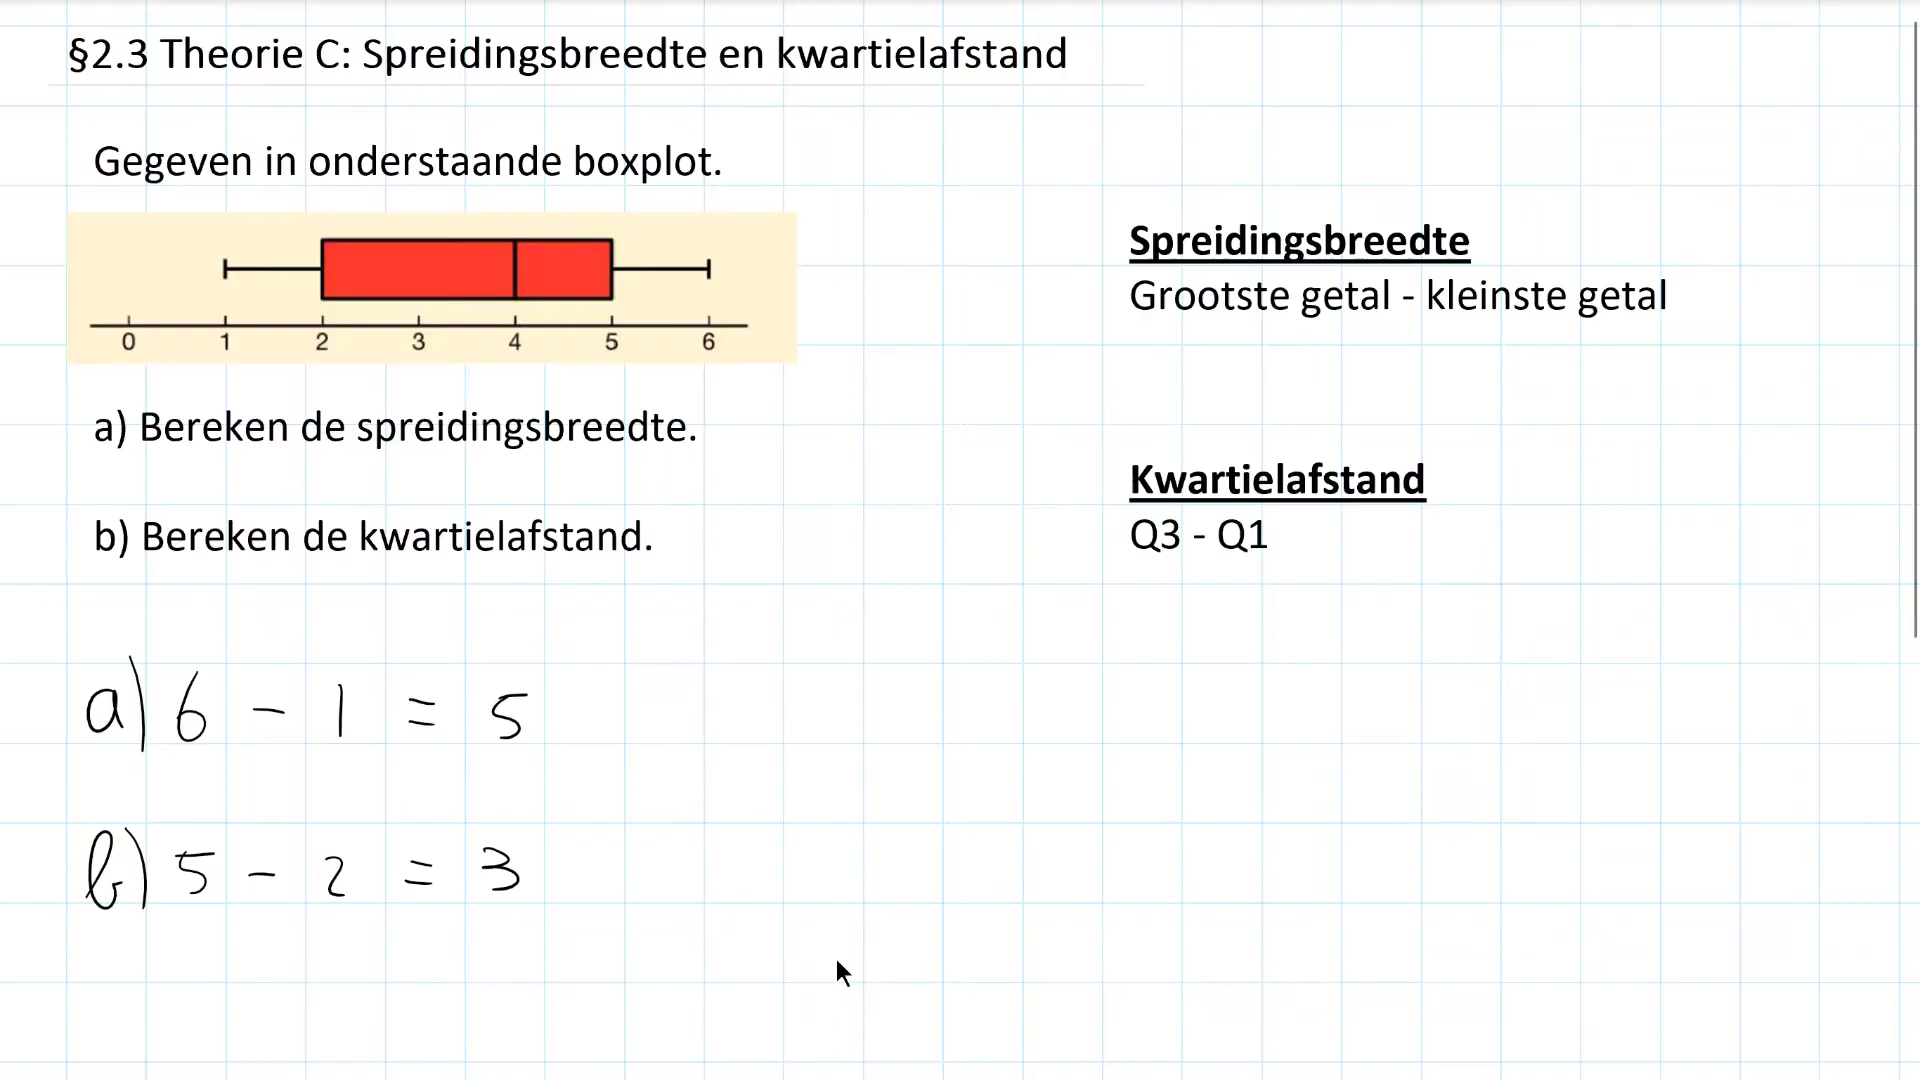 §2.3 Theorie C: Spreidingsbreedte en kwartielafstand
Gegeven in onderstaande boxplot.
0 1 2 3 4 5 6
a) Bereken de spreidingsbreedte.
b) Bereken de kwartielafstand.
Spreidingsbreedte
Grootste getal - kleinste getal
Kwartielafstand
Q3 - Q1
a) 6 - 1 = 5
b) 5 - 2 = 3